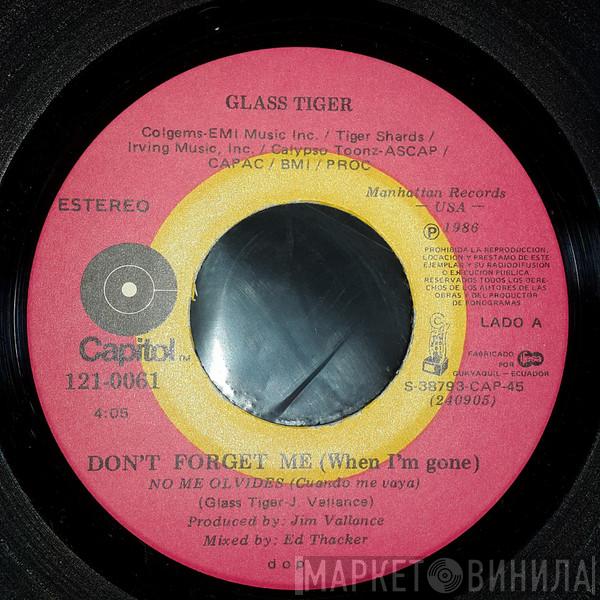 GLASS TIGER
Colgems-EMI Music Inc. / Tiger Shards /
Irving Music, Inc. / Calypso Toonz-ASCAP /
CAPAC / BMI / PROC
ESTEREO
Manhattan Records
— USA —
Ⓟ 1986
PROHIBIDA LA REPRODUCCION,
LOCACION Y PRESTAMO DE ESTE
EJEMPLAR Y SU RADIODIFUSION
O EJECUCION PUBLICA.
RESERVADOS TODOS LOS DERE-
CHOS DE LOS AUTORES DE LAS
OBRAS Y DEL PRODUCTOR
DE FONOGRAMAS
LADO A
Capitol TM
121-0061
4:05
FABRICADO
POR
GUAYAQUIL - ECUADOR
S-38793-CAP-45
(240905)
DON'T FORGET ME (When I'm gone)
NO ME OLVIDES (Cuando me vaya)
(Glass Tiger-J. Vallance)
Produced by: Jim Vallance
Mixed by: Ed Thacker
d o p
МАРКЕТ ВИНИЛА